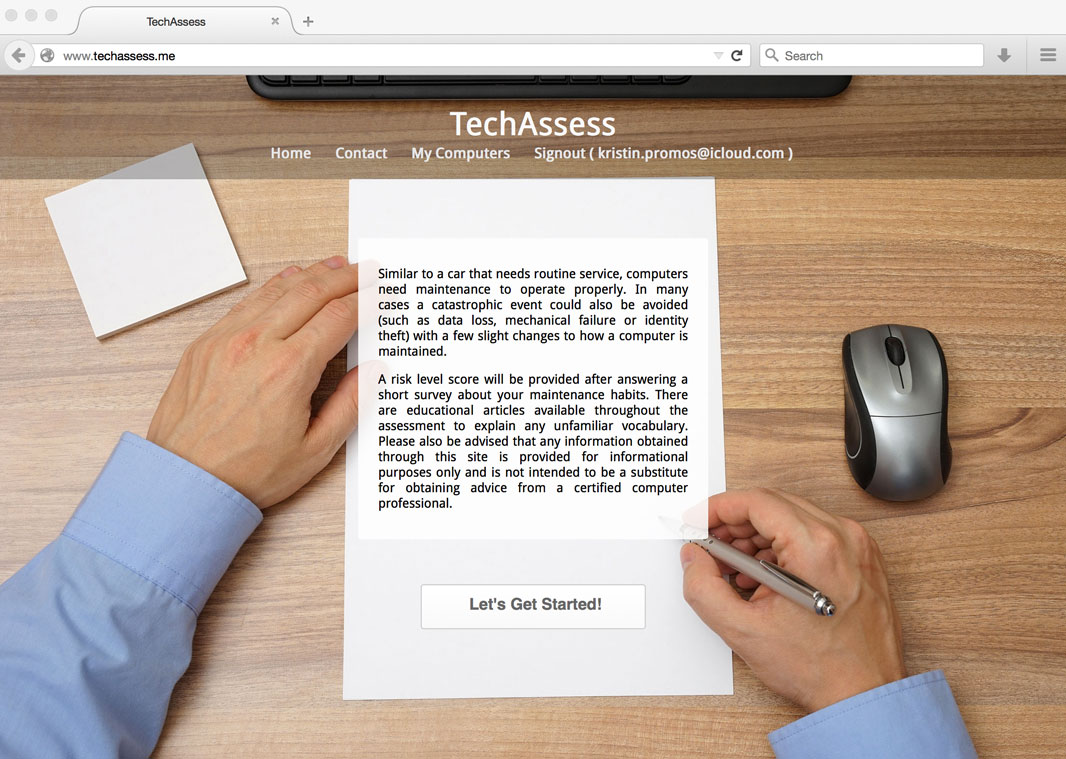 TechAssess
www.techassess.me
Search
TechAssess
Home Contact My Computers Signout ( kristin.promos@icloud.com )
Similar to a car that needs routine service, computers
need maintenance to operate properly. In many
cases a catastrophic event could also be avoided
(such as data loss, mechanical failure or identity
theft) with a few slight changes to how a computer is
maintained.
A risk level score will be provided after answering a
short survey about your maintenance habits. There
are educational articles available throughout the
assessment to explain any unfamiliar vocabulary.
Please also be advised that any information obtained
through this site is provided for informational
purposes only and is not intended to be a substitute
for obtaining advice from a certified computer
professional.
Let's Get Started!